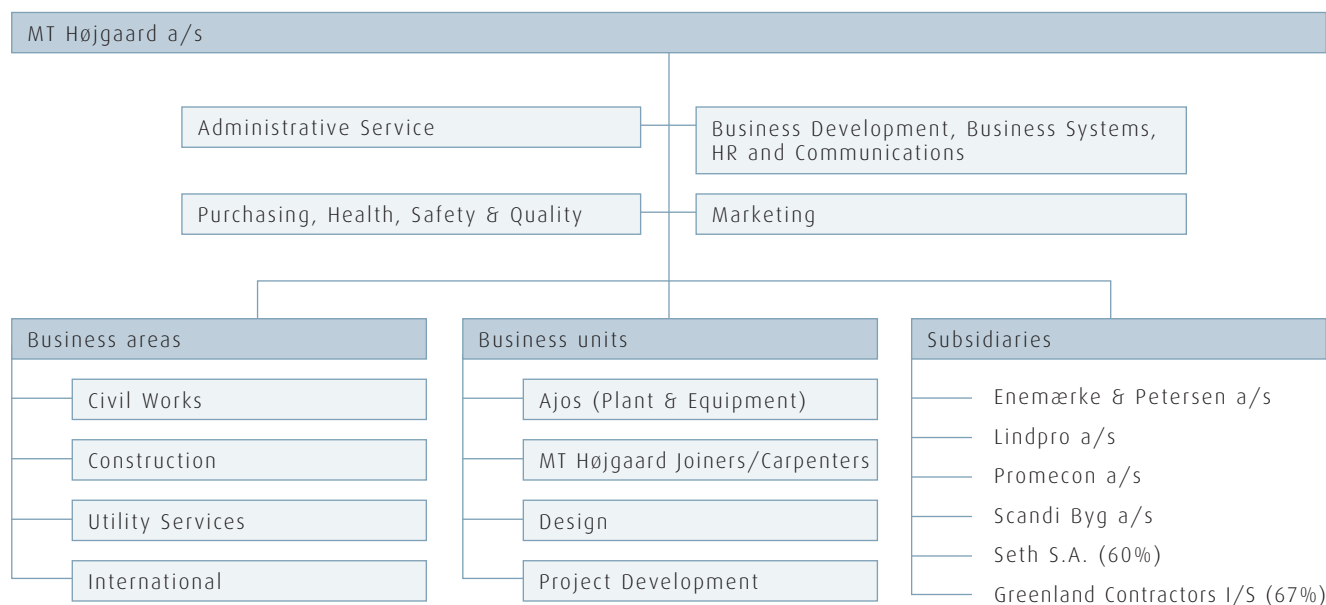 MT Højgaard a/s
Administrative Service
Business Development, Business Systems,
HR and Communications
Purchasing, Health, Safety & Quality
Marketing
Business areas
Civil Works
Construction
Utility Services
International
Business units
Ajos (Plant & Equipment)
MT Højgaard Joiners/Carpenters
Design
Project Development
Subsidiaries
Enemærke & Petersen a/s
Lindpro a/s
Promecon a/s
Scandi Byg a/s
Seth S.A. (60%)
Greenland Contractors I/S (67%)